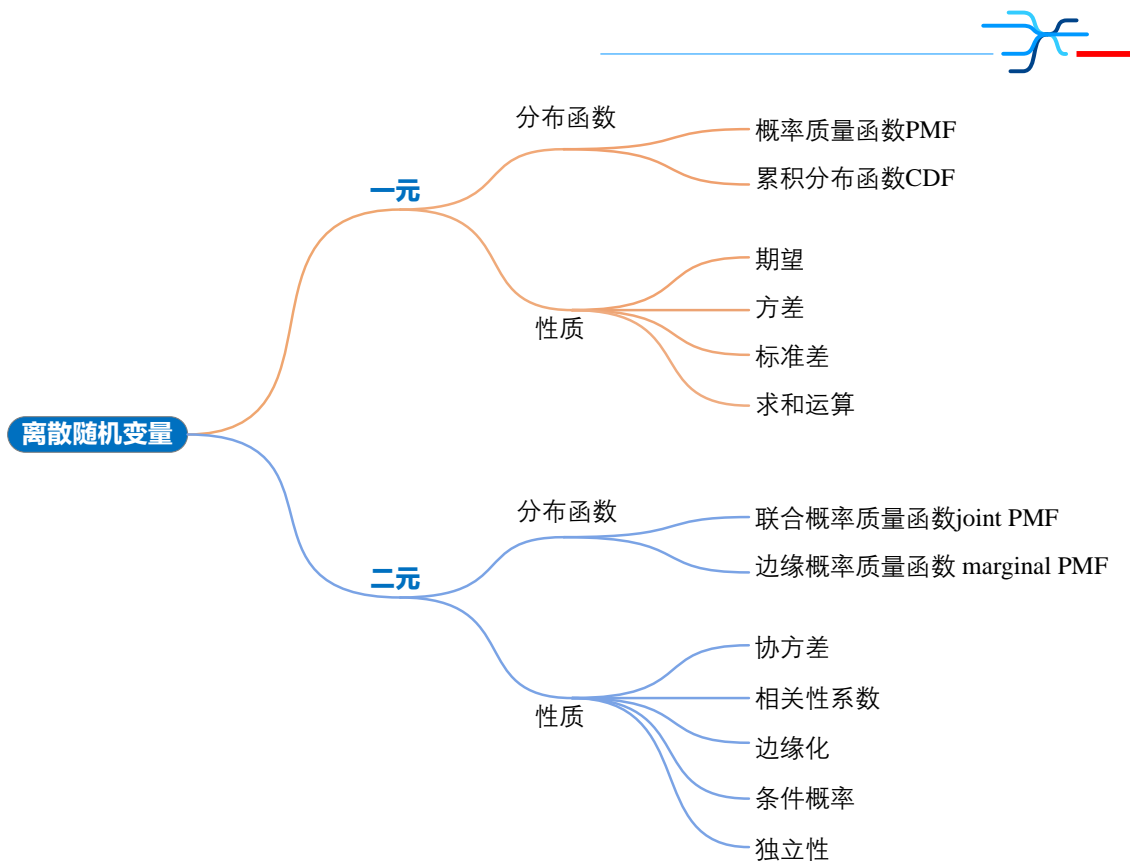 分布函数
概率质量函数PMF
累积分布函数CDF
一元
期望
方差
性质
标准差
求和运算
离散随机变量
分布函数
联合概率质量函数joint PMF
边缘概率质量函数 marginal PMF
二元
协方差
相关性系数
性质
边缘化
条件概率
独立性